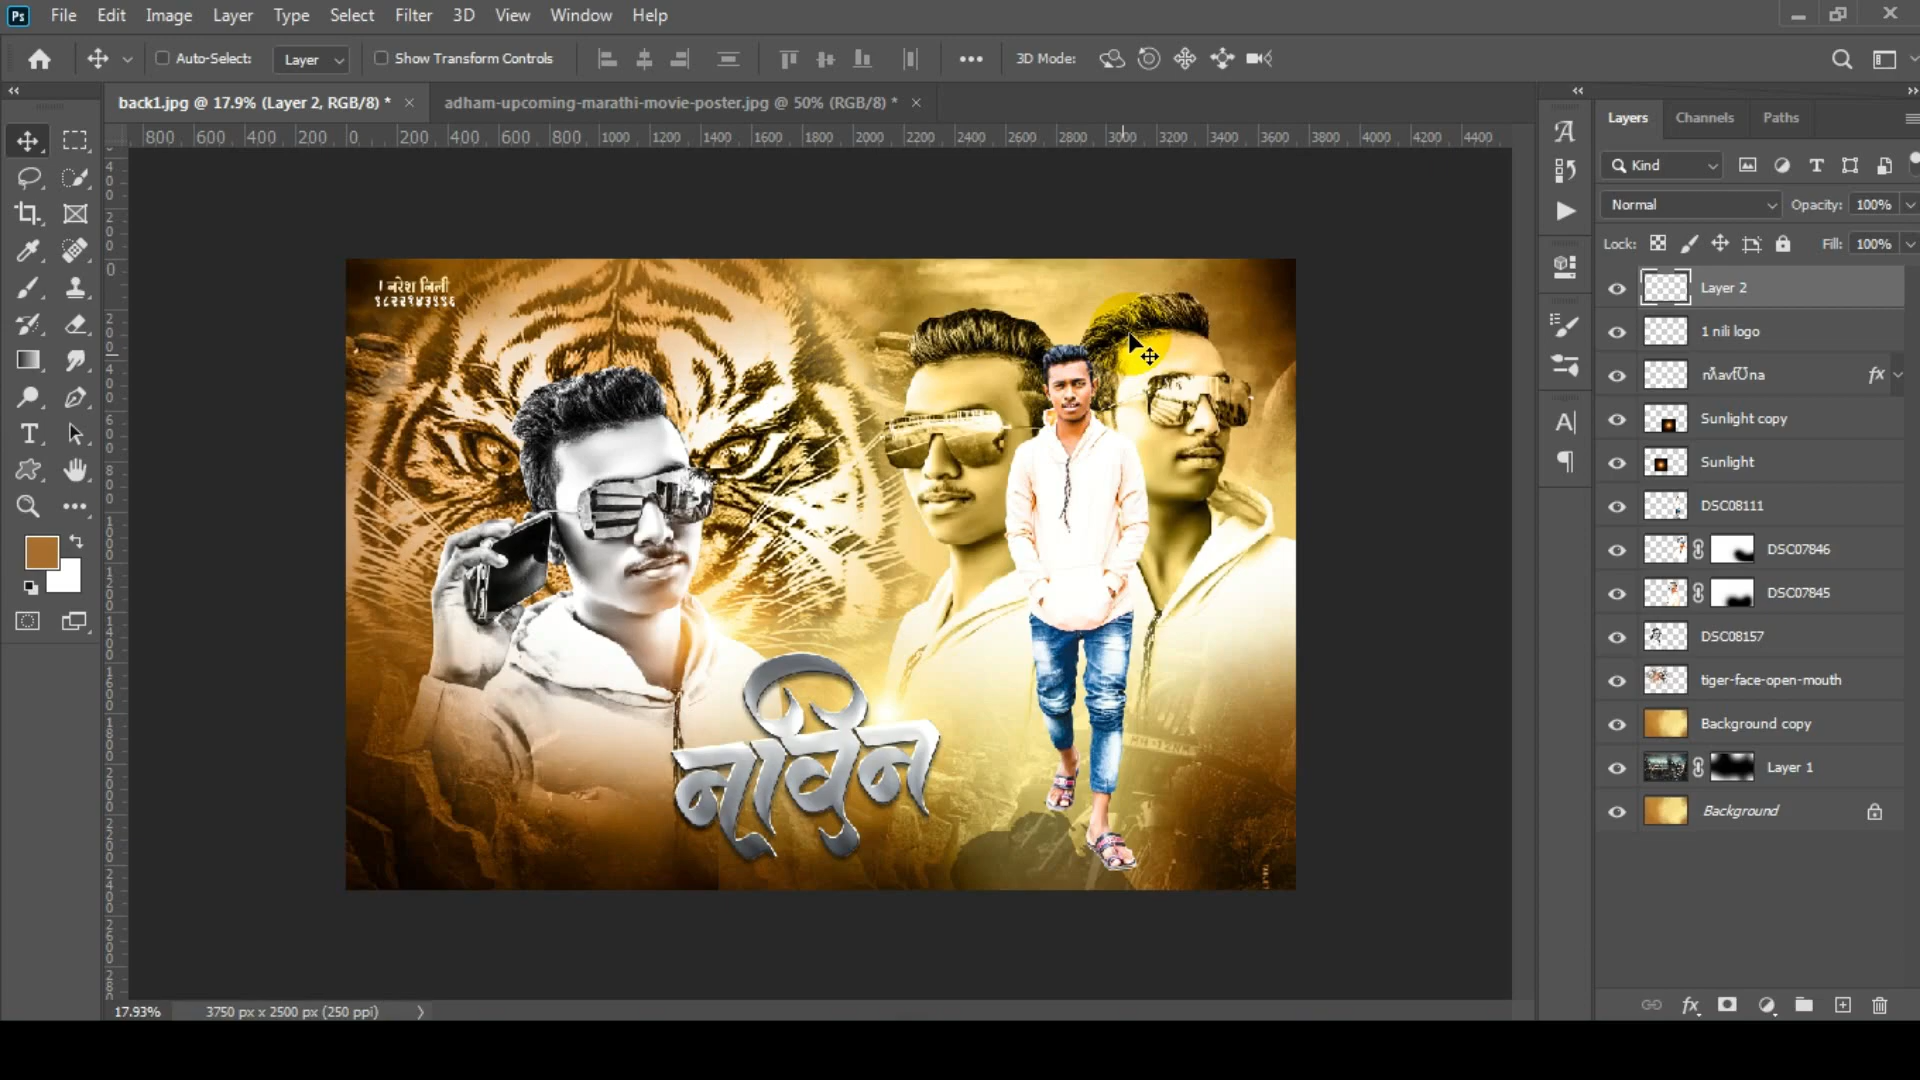 Ps File Edit Image Layer Type Select Filter 3D View Window Help
Auto-Select: Layer Show Transform Controls 3D Mode:
back1.jpg @ 17.9% (Layer 2, RGB/8) * × adham-upcoming-marathi-movie-poster.jpg @ 50% (RGB/8) * ×
800 600 400 200 0 200 400 600 800 1000 1200 1400 1600 1800 2000 2200 2400 2600 2800 3000 3200 3400 3600 3800 4000 4200 4400
Layers Channels Paths
Kind
Normal Opacity: 100%
Lock: Fill: 100%
Layer 2
1 nili logo
fx
Sunlight copy
Sunlight
DSC08111
DSC07846
DSC07845
DSC08157
tiger-face-open-mouth
Background copy
Layer 1
Background
नरेश निली
नाविन
17.93% 3750 px x 2500 px (250 ppi)